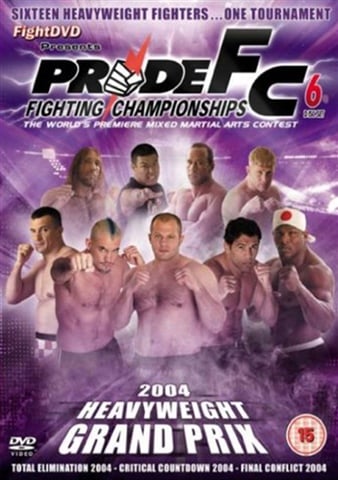 SIXTEEN HEAVYWEIGHT FIGHTERS...ONE TOURNAMENT
FightDVD
Presents
PRIDE FC
FIGHTING CHAMPIONSHIPS
THE WORLD'S PREMIERE MIXED MARTIAL ARTS CONTEST
6
2004
HEAVYWEIGHT
GRAND PRIX
DVD
VIDEO
15
TOTAL ELIMINATION 2004 - CRITICAL COUNTDOWN 2004 - FINAL CONFLICT 2004